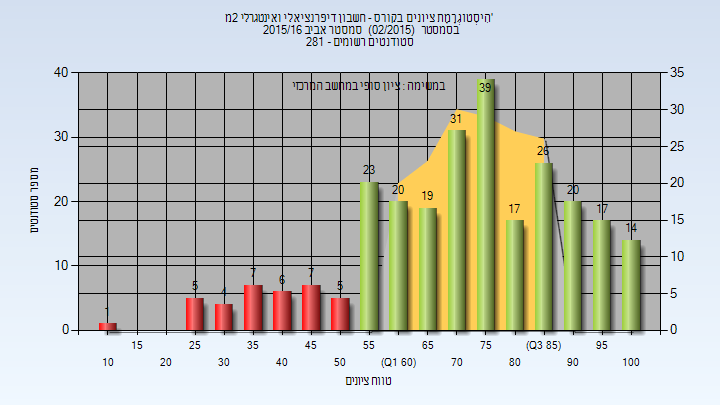 'הִיסְטוֹגְרָמַת ציונים בקורס - חשבון דיפרנציאלי ואינטגרלי 2מ
בסמסטר (02/2015) סמסטר אביב 2015/16
סטודנטים רשומים - 281
במשימה : ציון סופי במחשב המרכזי
40 35
30
30 25
20 20
15
10 10
5
0 0
מספר סטודנטים
1 5 4 7 6 7 5 23 20 19 31 39 17 26 20 17 14
15 25 35 45 55 65 75 (Q3 85) 95
10 20 30 40 50 (Q1 60) 70 80 90 100
טווח ציונים